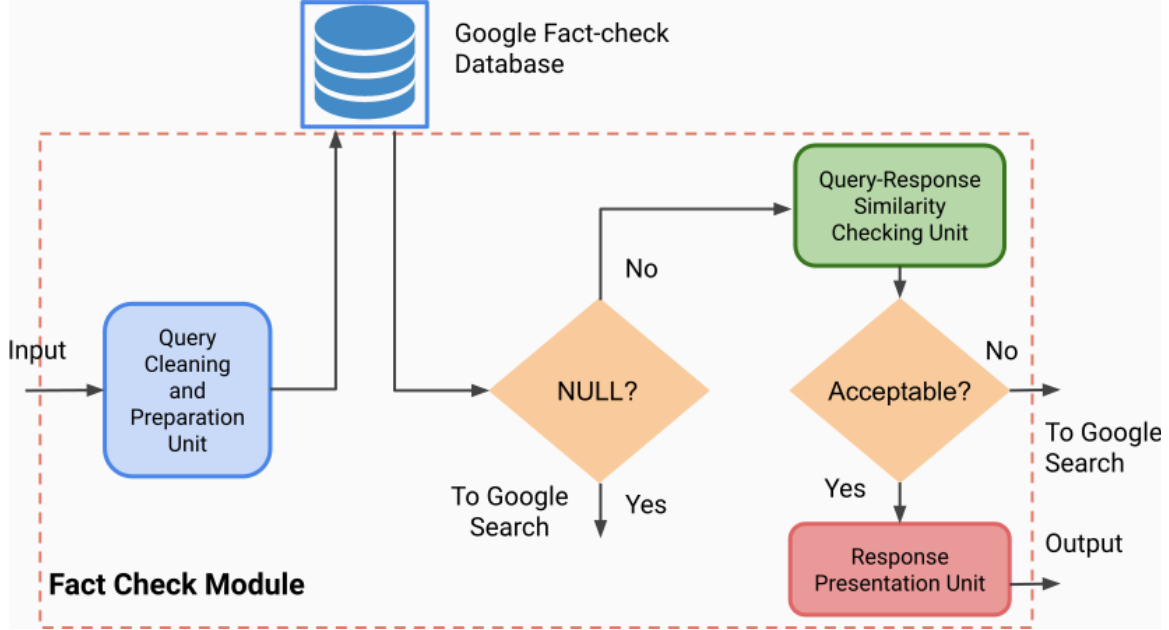 Google Fact-check
Database
Query-Response
Similarity
Checking Unit
No
Input
Query
Cleaning
and
Preparation
Unit
NULL?
Acceptable?
No
To Google
Search
To Google
Search
Yes
Yes
Response
Presentation Unit
Output
Fact Check Module